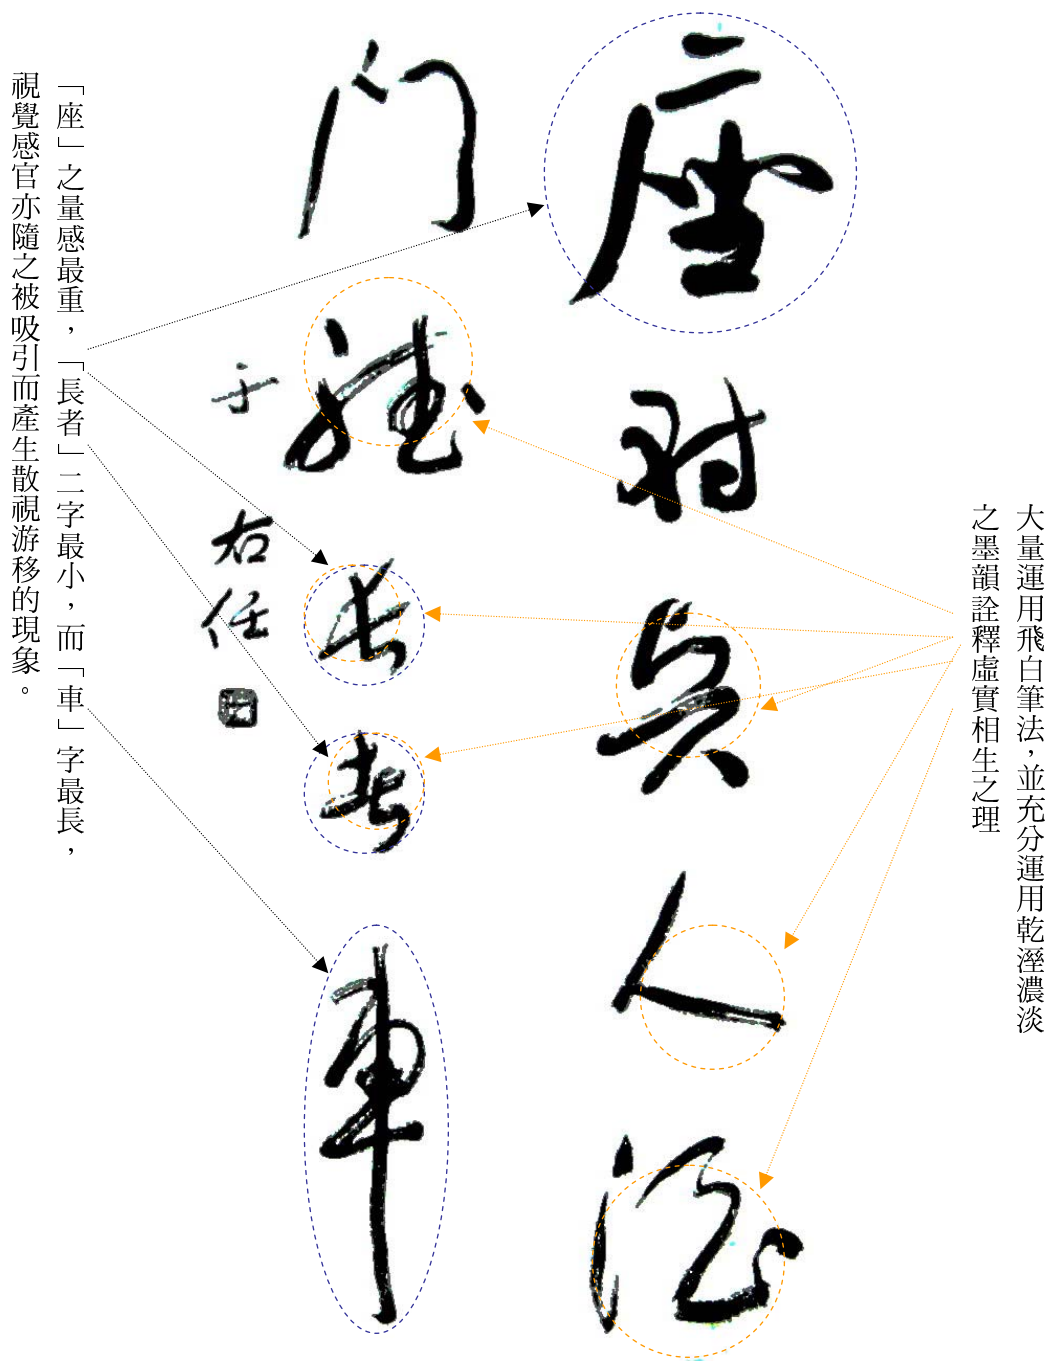 大量運用飛白筆法，並充分運用乾溼濃淡
之墨韻詮釋虛實相生之理
座對賢人酒
門聽長者車
于右任
「座」之量感最重，「長者」二字最小，而「車」字最長，
視覺感官亦隨之被吸引而產生散視游移的現象。